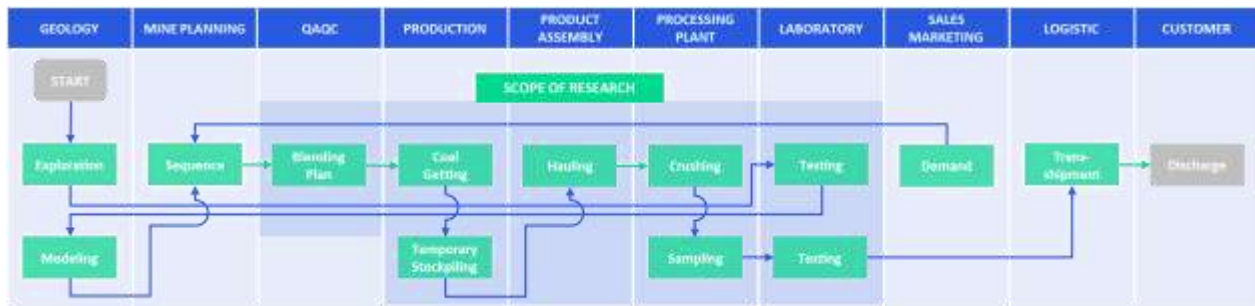 GEOLOGY
MINE PLANNING
QAQC
PRODUCTION
PRODUCT
ASSEMBLY
PROCESSING
PLANT
LABORATORY
SALES
MARKETING
LOGISTIC
CUSTOMER
START
SCOPE OF RESEARCH
Exploration
Sequence
Blending
Plan
Coal
Getting
Hauling
Crushing
Testing
Demand
Trans-
shipment
Discharge
Modeling
Temporary
Stockpiling
Sampling
Testing